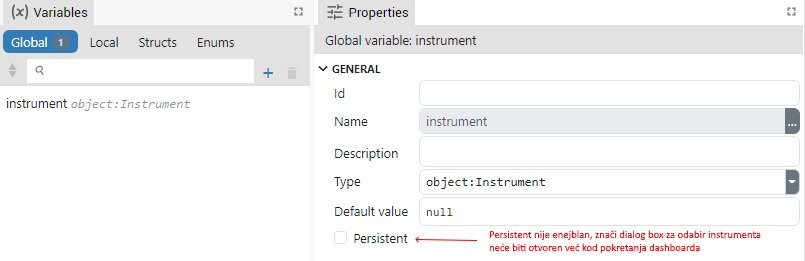 (x) Variables
Global 1 Local Structs Enums
+
instrument object:Instrument
Properties
Global variable: instrument
GENERAL
Id
Name instrument ...
Description
Type object:Instrument
Default value null
Persistent
Persistent nije enejblan, znači dialog box za odabir instrumenta
neće biti otvoren već kod pokretanja dashboarda